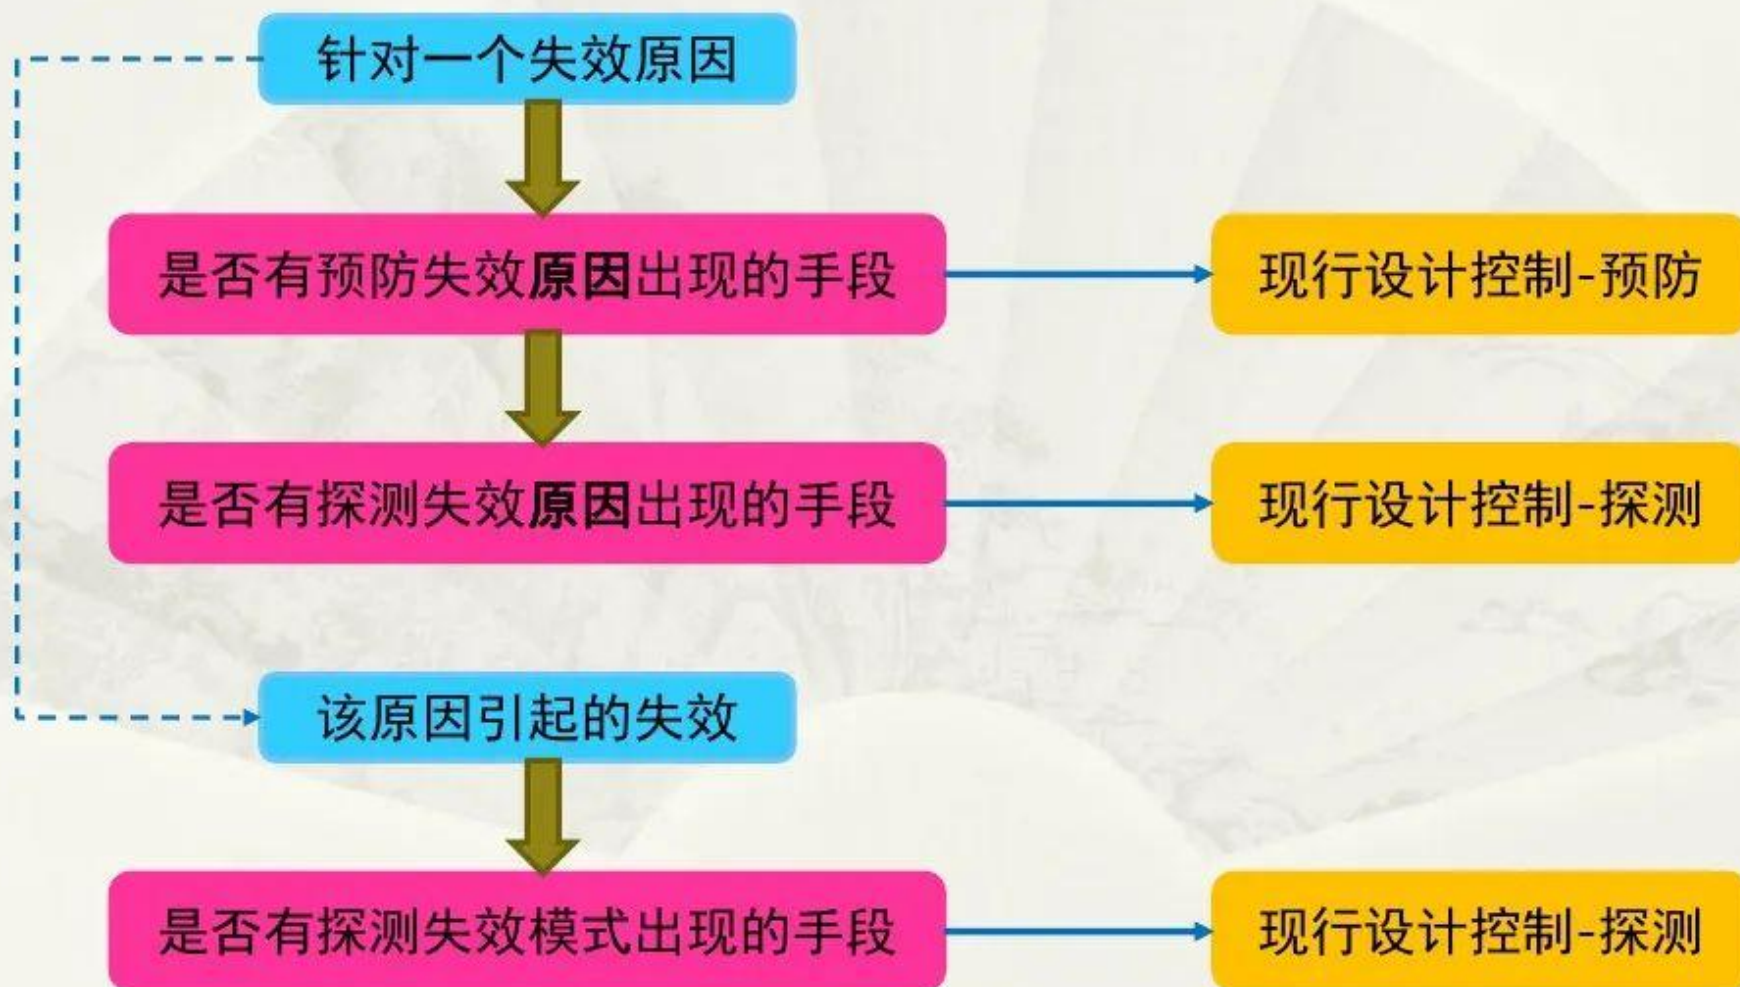 针对一个失效原因
是否有预防失效原因出现的手段
现行设计控制-预防
是否有探测失效原因出现的手段
现行设计控制-探测
该原因引起的失效
是否有探测失效模式出现的手段
现行设计控制-探测